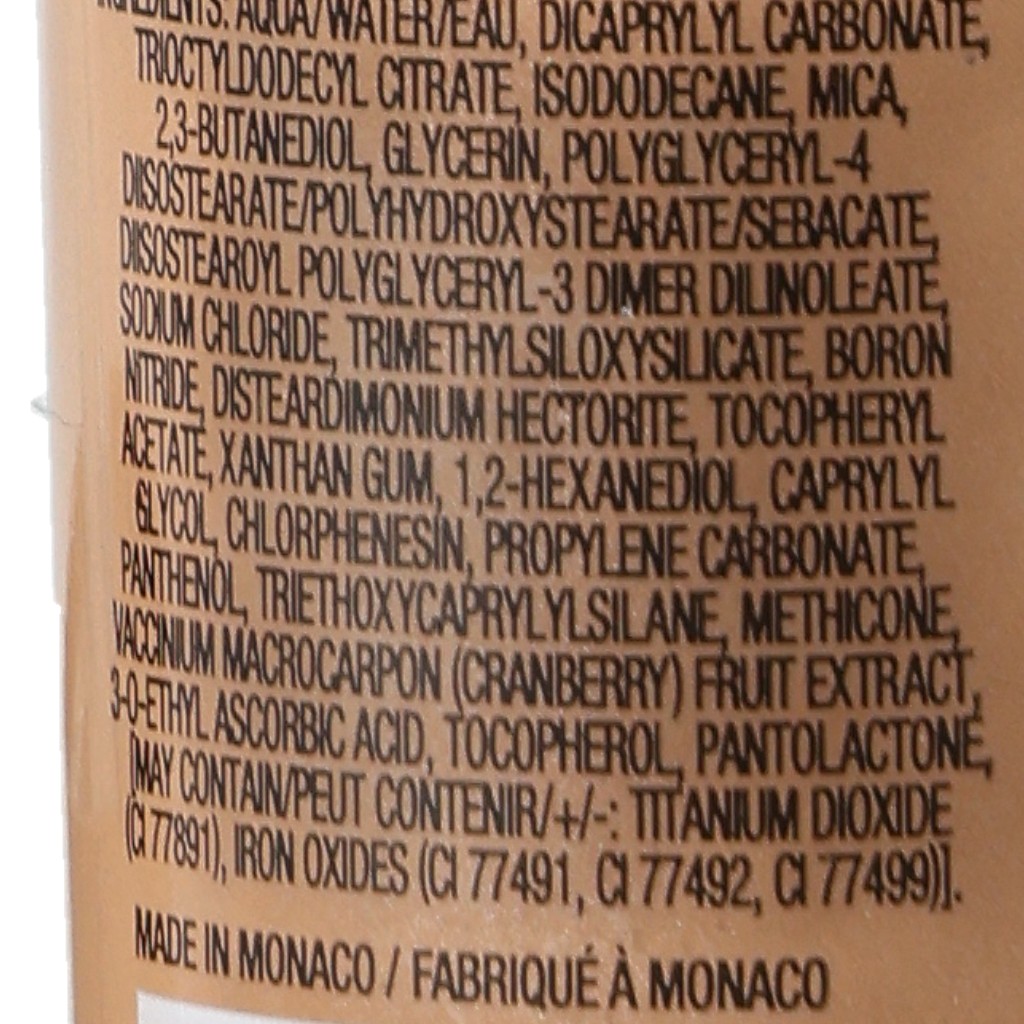 INGREDIENTS: AQUA/WATER/EAU, DICAPRYLYL CARBONATE,
TRIOCTYLDODECYL CITRATE, ISODODECANE, MICA,
2,3-BUTANEDIOL, GLYCERIN, POLYGLYCERYL-4
DIISOSTEARATE/POLYHYDROXYSTEARATE/SEBACATE,
DIISOSTEAROYL POLYGLYCERYL-3 DIMER DILINOLEATE,
SODIUM CHLORIDE, TRIMETHYLSILOXYSILICATE, BORON
NITRIDE, DISTEARDIMONIUM HECTORITE, TOCOPHERYL
ACETATE, XANTHAN GUM, 1,2-HEXANEDIOL, CAPRYLYL
GLYCOL, CHLORPHENESIN, PROPYLENE CARBONATE,
PANTHENOL, TRIETHOXYCAPRYLYLSILANE, METHICONE,
VACCINIUM MACROCARPON (CRANBERRY) FRUIT EXTRACT,
3-O-ETHYL ASCORBIC ACID, TOCOPHEROL, PANTOLACTONE,
[MAY CONTAIN/PEUT CONTENIR/+/-: TITANIUM DIOXIDE
(CI 77891), IRON OXIDES (CI 77491, CI 77492, CI 77499)].
MADE IN MONACO / FABRIQUÉ À MONACO